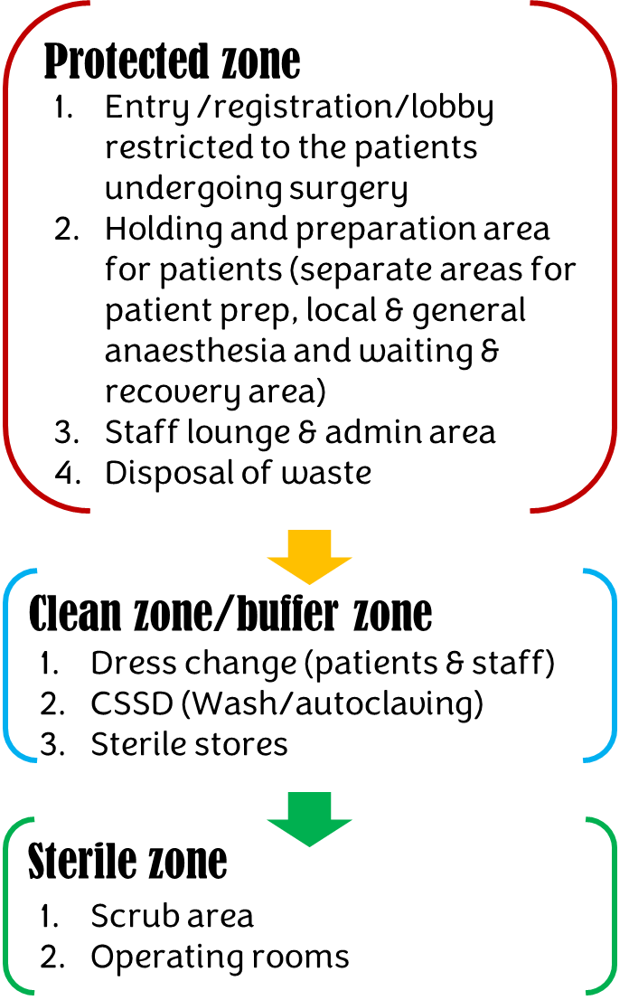 Protected zone
1. Entry /registration/lobby
restricted to the patients
undergoing surgery
2. Holding and preparation area
for patients (separate areas for
patient prep, local & general
anaesthesia and waiting &
recovery area)
3. Staff lounge & admin area
4. Disposal of waste
Clean zone/buffer zone
1. Dress change (patients & staff)
2. CSSD (Wash/autoclaving)
3. Sterile stores
Sterile zone
1. Scrub area
2. Operating rooms